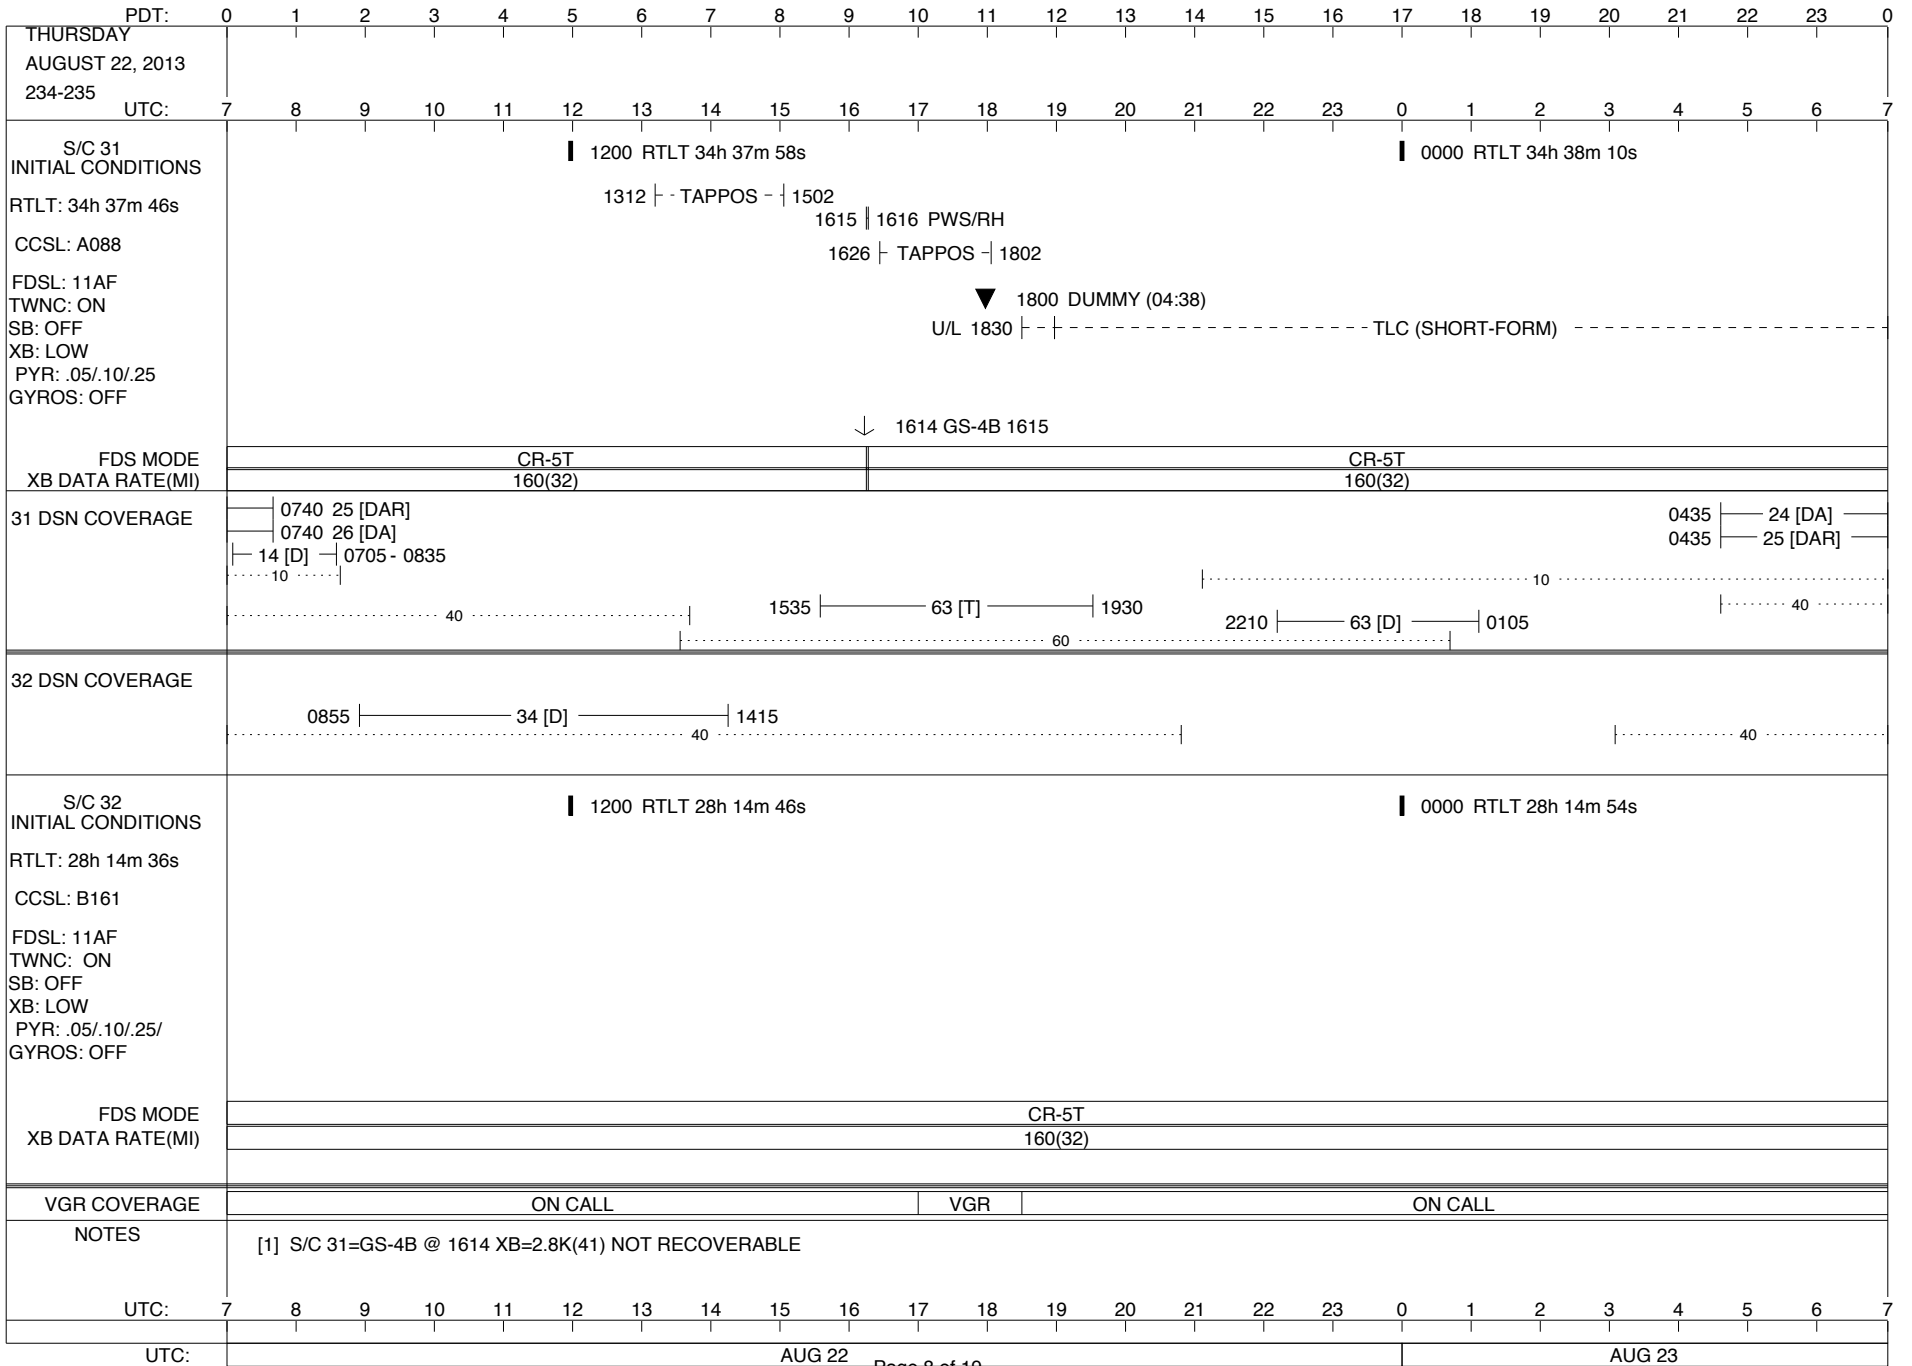 PDT: 0 1 2 3 4 5 6 7 8 9 10 11 12 13 14 15 16 17 18 19 20 21 22 23 0
THURSDAY
AUGUST 22, 2013
234-235
UTC: 7 8 9 10 11 12 13 14 15 16 17 18 19 20 21 22 23 0 1 2 3 4 5 6 7
S/C 31
INITIAL CONDITIONS
1200 RTLT 34h 37m 58s
0000 RTLT 34h 38m 10s
RTLT: 34h 37m 46s
1312 TAPPOS 1502
1615 1616 PWS/RH
CCSL: A088
1626 TAPPOS 1802
FDSL: 11AF
TWNC: ON
1800 DUMMY (04:38)
SB: OFF
U/L 1830 TLC (SHORT-FORM)
XB: LOW
PYR: .05/.10/.25
GYROS: OFF
1614 GS-4B 1615
FDS MODE CR-5T CR-5T
XB DATA RATE(MI) 160(32) 160(32)
31 DSN COVERAGE
0740 25 [DAR]
0435 24 [DA]
0740 26 [DA]
0435 25 [DAR]
14 [D] 0705 - 0835
10
10
40
1535 63 [T] 1930
40
2210 63 [D] 0105
60
32 DSN COVERAGE
0855 34 [D] 1415
40
40
S/C 32
INITIAL CONDITIONS
1200 RTLT 28h 14m 46s
0000 RTLT 28h 14m 54s
RTLT: 28h 14m 36s
CCSL: B161
FDSL: 11AF
TWNC: ON
SB: OFF
XB: LOW
PYR: .05/.10/.25/
GYROS: OFF
FDS MODE CR-5T
XB DATA RATE(MI) 160(32)
VGR COVERAGE ON CALL VGR ON CALL
NOTES
[1] S/C 31=GS-4B @ 1614 XB=2.8K(41) NOT RECOVERABLE
UTC: 7 8 9 10 11 12 13 14 15 16 17 18 19 20 21 22 23 0 1 2 3 4 5 6 7
UTC: AUG 22 AUG 23
Page 8 of 19